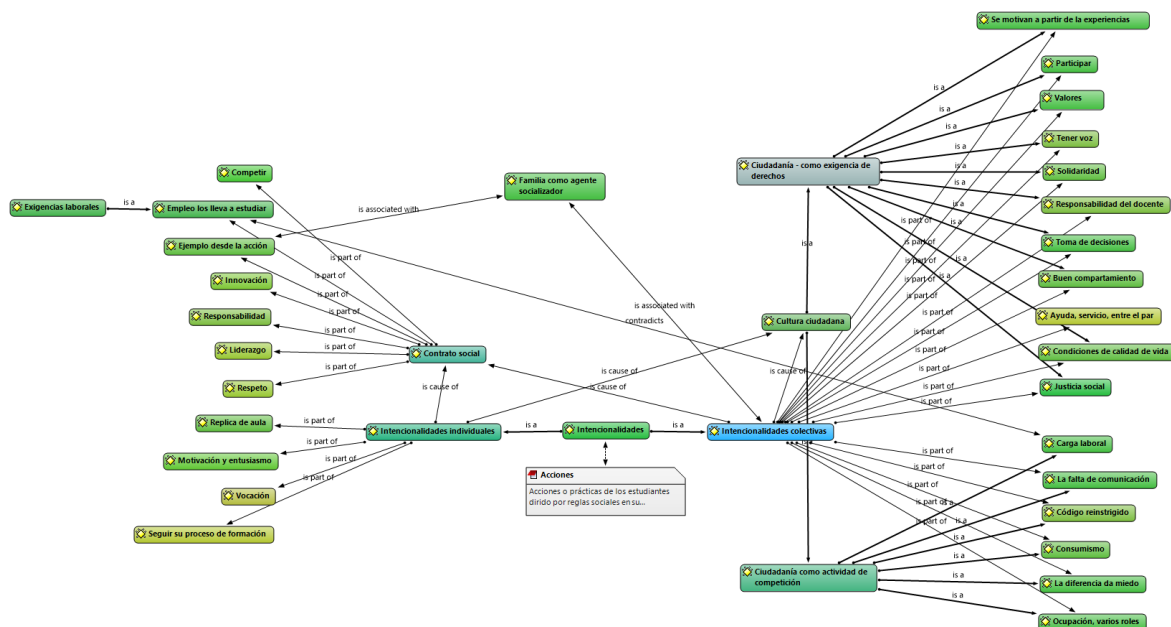 Se motivan a partir de la experiencias
Participar
is a
is a
Valores
is a
is a
Tener voz
is a
Ciudadanía - como exigencia de
derechos
Competir
is a
Solidaridad
Familia como agente
socializador
is a
Exigencias laborales
is a
Empleo los lleva a estudiar
is associated with
Responsabilidad del docente
is a
is part of
Ejemplo desde la acción
is a
is part of
is a
Toma de decisiones
is part of
is part of
is a
is part of
Innovación
is part of
Buen compartamiento
is part of
is part of
is associated with
is part of
Responsabilidad
contradicts
Cultura ciudadana
Ayuda, servicio, entre el par
is part of
is part of
Liderazgo
Contrato social
Condiciones de calidad de vida
is part of
is cause of
is part of
Respeto
is cause of
is cause of
is part of
Justicia social
is part of
Replica de aula
is part of
is a
is a
Intencionalidades individuales
Intencionalidades
Intencionalidades colectivas
Carga laboral
is part of
is part of
Motivación y entusiasmo
is part of
is part of
Acciones
Acciones o prácticas de los estudiantes
dirido por reglas sociales en su...
La falta de comunicación
Vocación
is part of
is a
Código reinstrigido
is part of
is a
Seguir su proceso de formación
is a
Consumismo
is a
Ciudadanía como actividad de
competición
is a
La diferencia da miedo
is a
Ocupación, varios roles